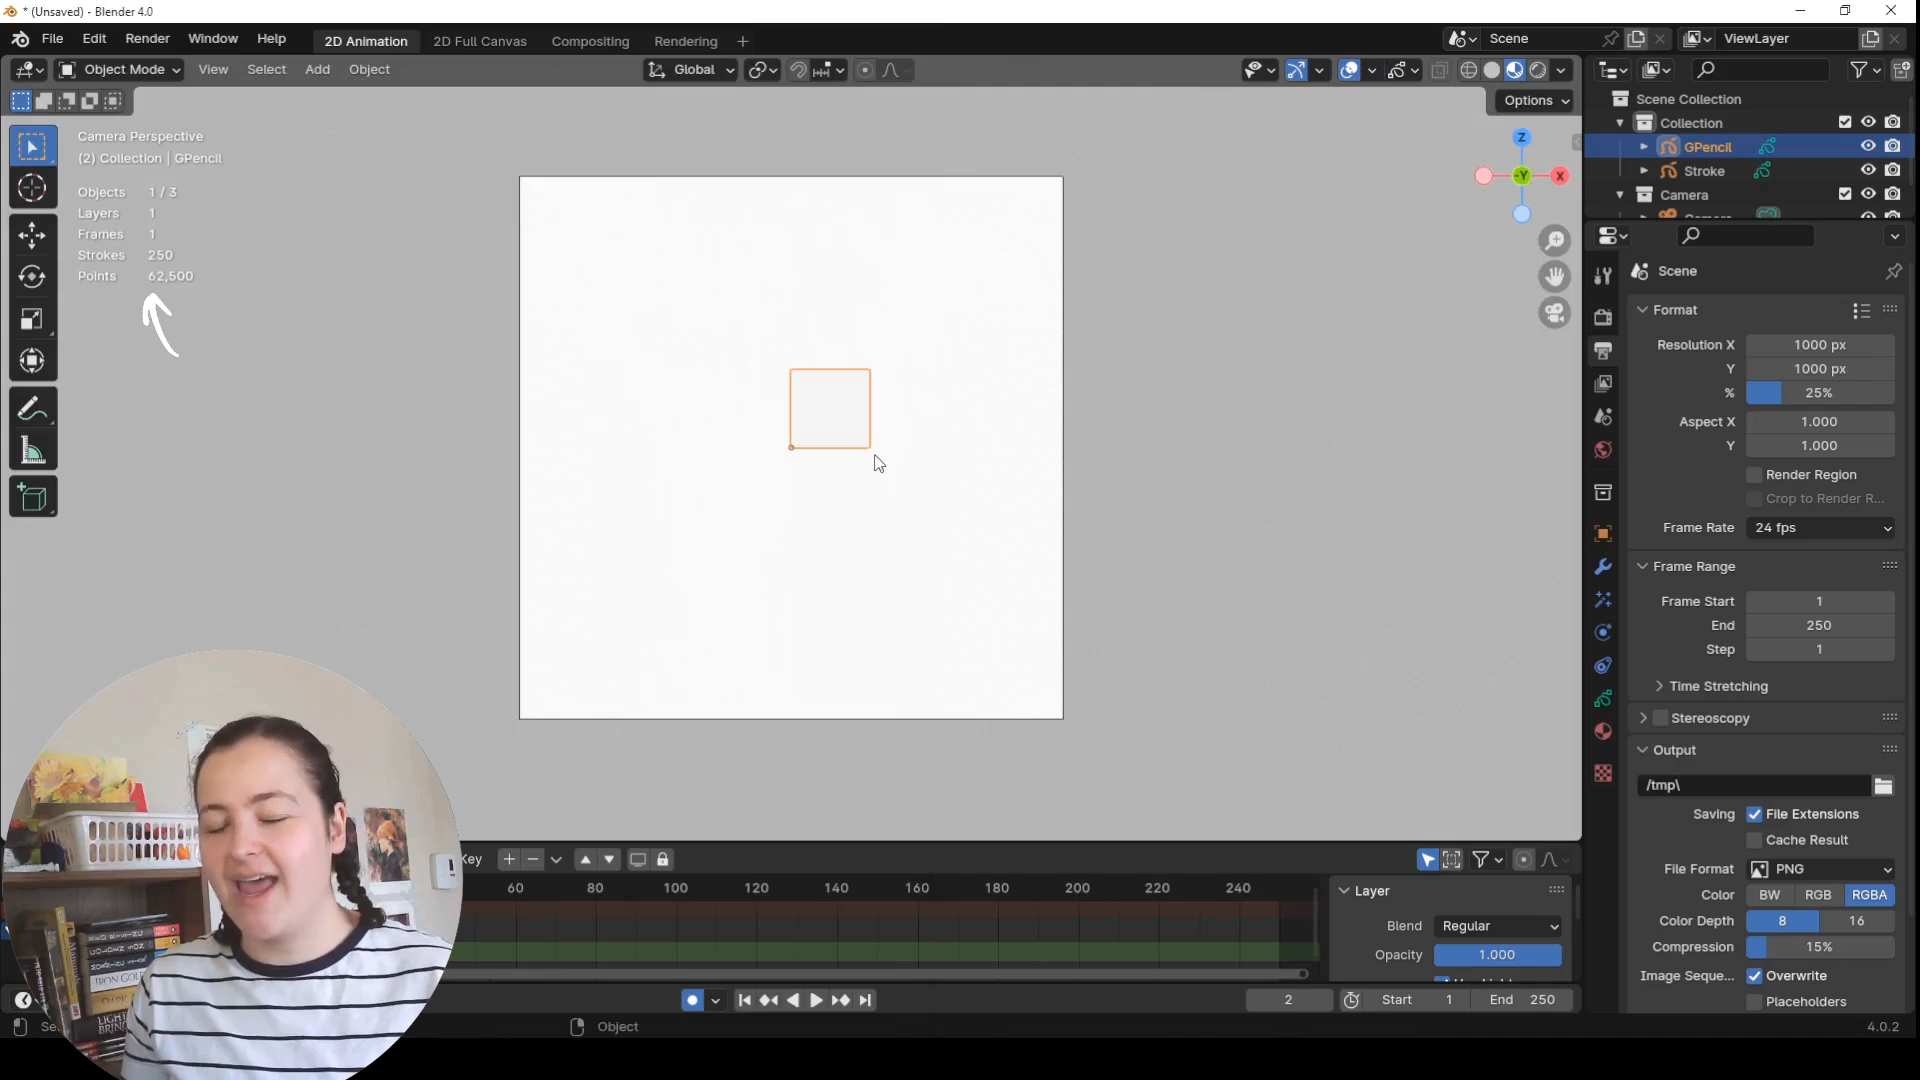 * (Unsaved) - Blender 4.0
File Edit Render Window Help 2D Animation 2D Full Canvas Compositing Rendering + Scene ViewLayer
Object Mode View Select Add Object Global
Options
Camera Perspective
(2) Collection | GPencil
Objects 1 / 3
Layers 1
Frames 1
Strokes 250
Points 62,500
Z
-Y X
Scene Collection
Collection
GPencil
Stroke
Camera
Scene
Format
Resolution X 1000 px
Y 1000 px
% 25%
Aspect X 1.000
Y 1.000
Render Region
Crop to Render R...
Frame Rate 24 fps
Frame Range
Frame Start 1
End 250
Step 1
Time Stretching
Stereoscopy
Output
/tmp\
Saving File Extensions
Cache Result
File Format PNG
Color BW RGB RGBA
Color Depth 8 16
Compression 15%
Image Seque... Overwrite
Placeholders
Key
60 80 100 120 140 160 180 200 220 240
Layer
Blend Regular
Opacity 1.000
2 Start 1 End 250
Object
4.0.2
RED RISING
IRON GOLD
DARK
LIGHT